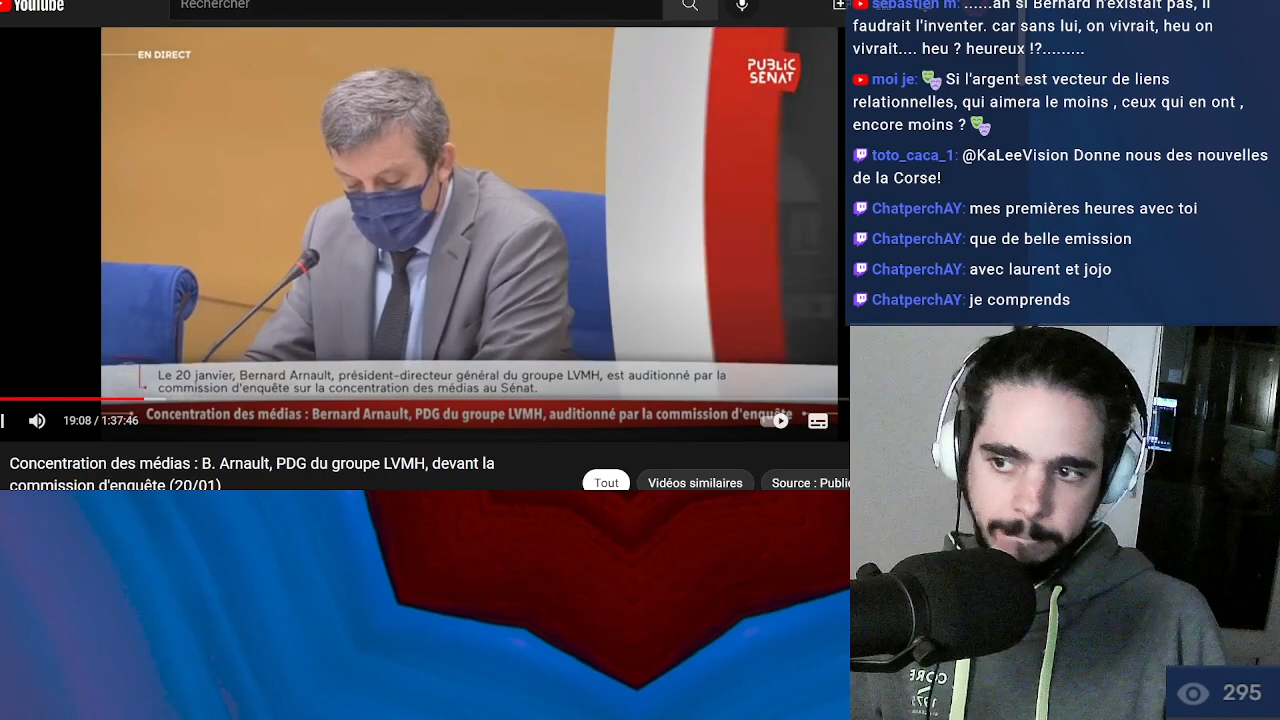 YouTube
Rechercher
EN DIRECT
PUBLIC
SÉNAT
Le 20 janvier, Bernard Arnault, président-directeur général du groupe LVMH, est auditionné par la
commission d'enquête sur la concentration des médias au Sénat.
Concentration des médias : Bernard Arnault, PDG du groupe LVMH, auditionné par la commission d'enquête
19:08 / 1:37:46
Concentration des médias : B. Arnault, PDG du groupe LVMH, devant la
commission d'enquête (20/01)
Tout
Vidéos similaires
Source : Public
sebastien m: ......ah si Bernard n'existait pas, il
faudrait l'inventer. car sans lui, on vivrait, heu on
vivrait.... heu ? heureux !?.........
moi je: Si l'argent est vecteur de liens
relationnelles, qui aimera le moins , ceux qui en ont ,
encore moins ?
toto_caca_1: @KaLeeVision Donne nous des nouvelles
de la Corse!
ChatperchAY: mes premières heures avec toi
ChatperchAY: que de belle emission
ChatperchAY: avec laurent et jojo
ChatperchAY: je comprends
295